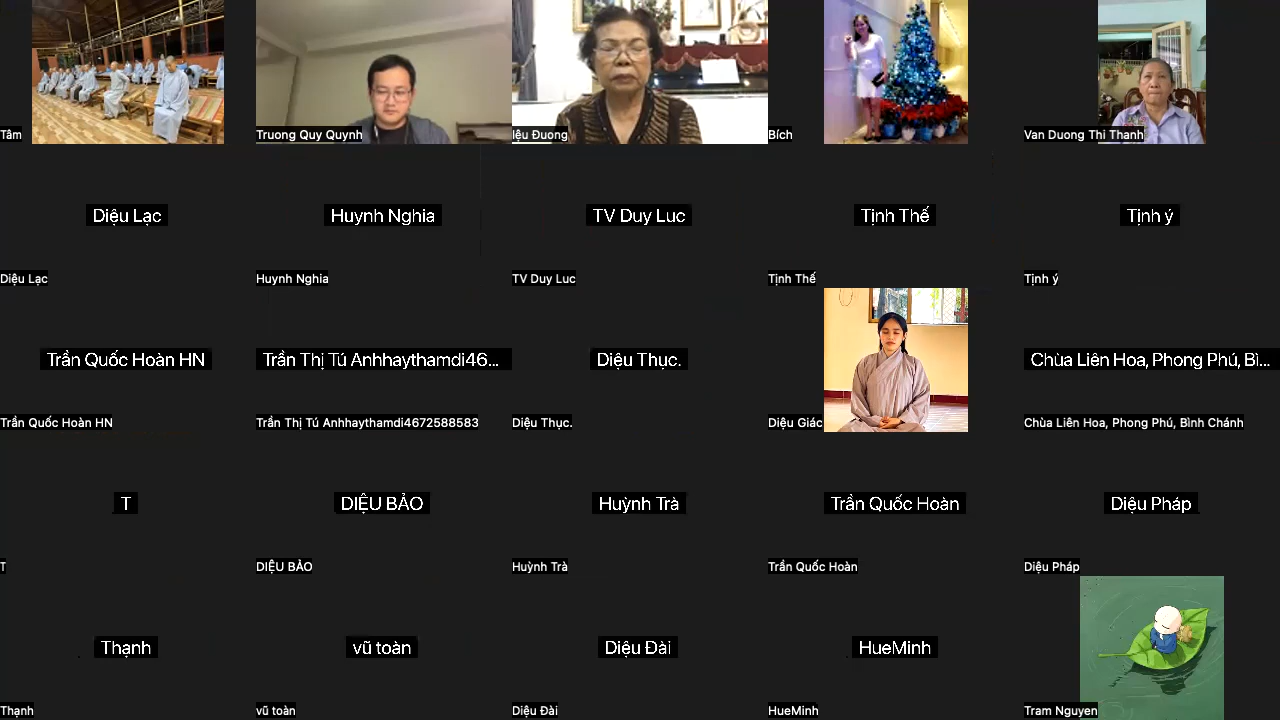 Tâm
Truong Quy Quynh
iệu Đuong
Bích
Van Duong Thi Thanh
Diệu Lạc
Huynh Nghia
TV Duy Luc
Tịnh Thế
Tịnh ý
Diệu Lạc
Huynh Nghia
TV Duy Luc
Tịnh Thế
Tịnh ý
Trần Quốc Hoàn HN
Trần Thị Tú Anhhaythamdi46...
Diệu Thục.
Chùa Liên Hoa, Phong Phú, Bì...
Trần Quốc Hoàn HN
Trần Thị Tú Anhhaythamdi4672588583
Diệu Thục.
Diệu Giác
Chùa Liên Hoa, Phong Phú, Bình Chánh
T
DIỆU BẢO
Huỳnh Trà
Trần Quốc Hoàn
Diệu Pháp
T
DIỆU BẢO
Huỳnh Trà
Trần Quốc Hoàn
Diệu Pháp
Thạnh
vũ toàn
Diệu Đài
HueMinh
Thạnh
vũ toàn
Diệu Đài
HueMinh
Tram Nguyen